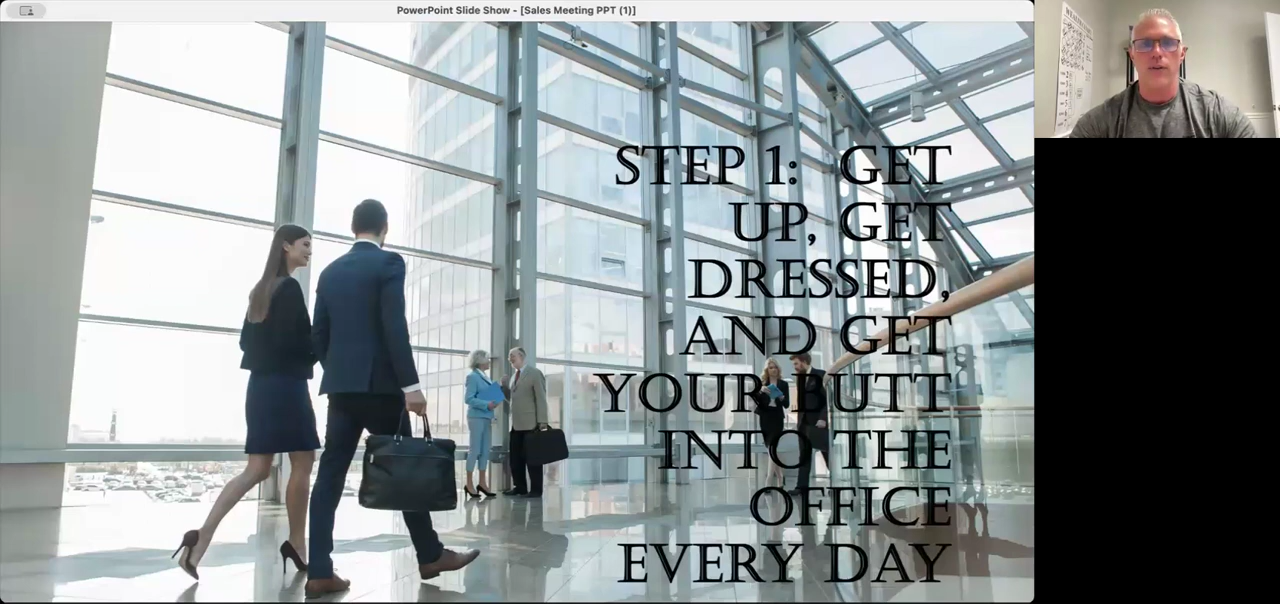 PowerPoint Slide Show - [Sales Meeting PPT (1)]
STEP 1: GET
UP, GET
DRESSED,
AND GET
YOUR BUTT
INTO THE
OFFICE
EVERY DAY